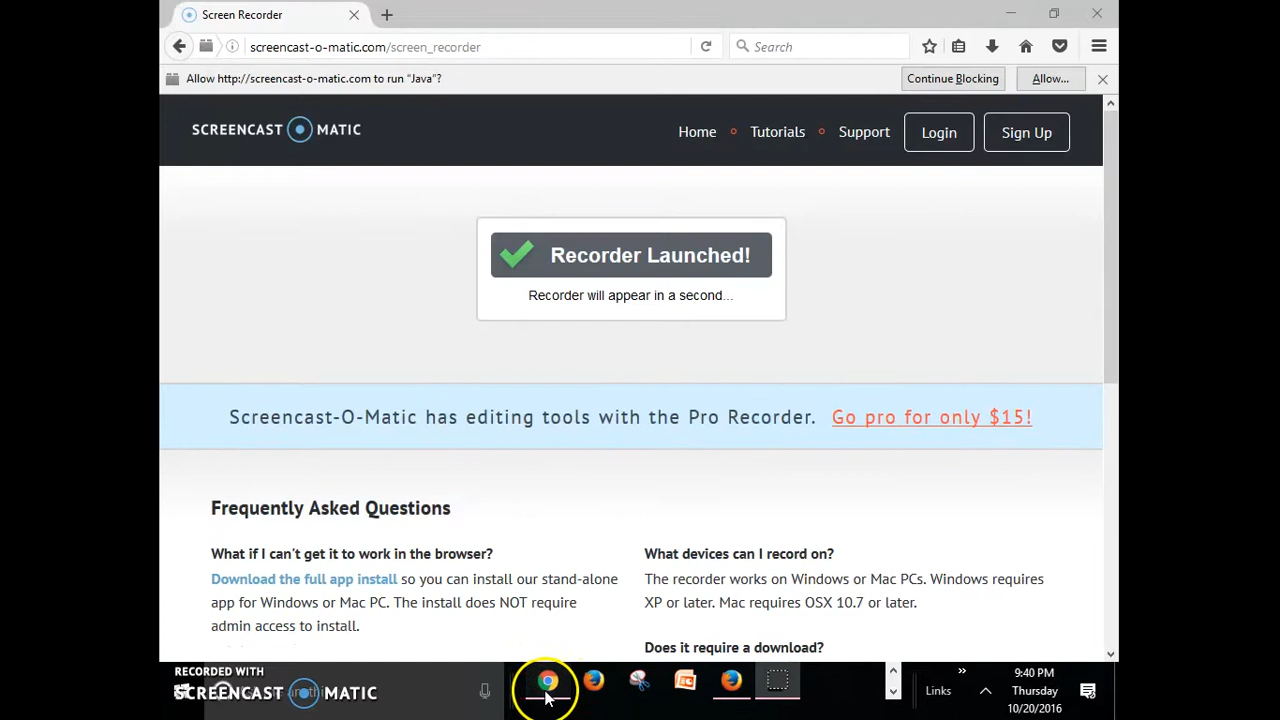 Screen Recorder
screencast-o-matic.com/screen_recorder
Search
Allow http://screencast-o-matic.com to run "Java"?
Continue Blocking
Allow...
SCREENCAST MATIC
Home
Tutorials
Support
Login
Sign Up
Recorder Launched!
Recorder will appear in a second...
Screencast-O-Matic has editing tools with the Pro Recorder. Go pro for only $15!
Frequently Asked Questions
What if I can't get it to work in the browser?
Download the full app install so you can install our stand-alone
app for Windows or Mac PC. The install does NOT require
admin access to install.
What devices can I record on?
The recorder works on Windows or Mac PCs. Windows requires
XP or later. Mac requires OSX 10.7 or later.
Does it require a download?
RECORDED WITH
SCREENCAST MATIC
Links
9:40 PM
Thursday
10/20/2016